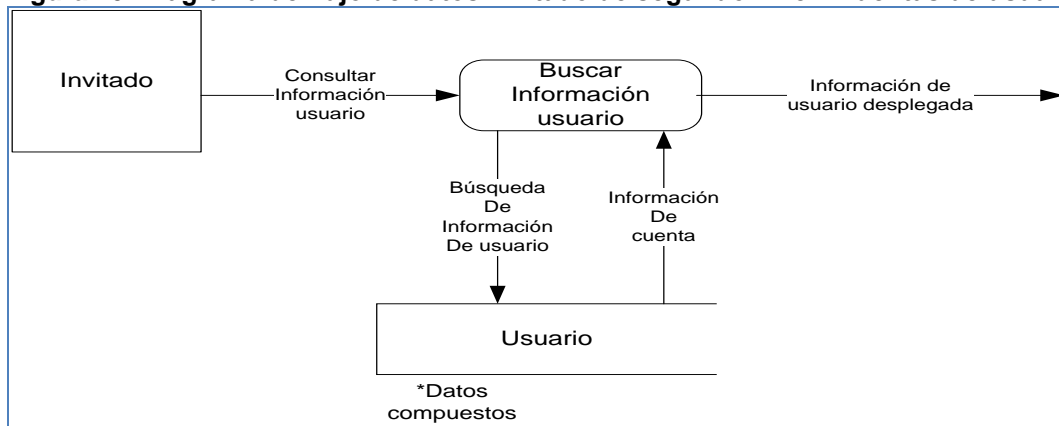 Invitado
Consultar
Información
usuario
Buscar
Información
usuario
Información de
usuario desplegada
Búsqueda
De
Información
De usuario
Información
De
cuenta
Usuario
*Datos
compuestos